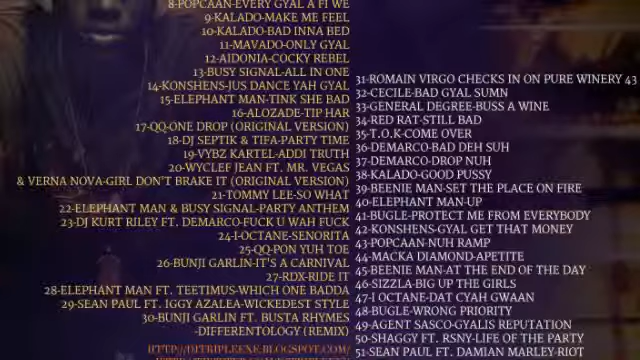 8-POPCAAN-EVERY GYAL A FI WE
9-KALADO-MAKE ME FEEL
10-KALADO-BAD INNA BED
11-MAVADO-ONLY GYAL
12-AIDONIA-COCKY REBEL
13-BUSY SIGNAL-ALL IN ONE
14-KONSHENS-JUS DANCE YAH GYAL
15-ELEPHANT MAN-TINK SHE BAD
16-ALOZADE-TIP HAR
17-QQ-ONE DROP (ORIGINAL VERSION)
18-DJ SEPTIK & TIFA-PARTY TIME
19-VYBZ KARTEL-ADDI TRUTH
20-WYCLEF JEAN FT. MR. VEGAS
& VERNA NOVA-GIRL DON'T BRAKE IT (ORIGINAL VERSION)
21-TOMMY LEE-SO WHAT
22-ELEPHANT MAN & BUSY SIGNAL-PARTY ANTHEM
23-DJ KURT RILEY FT. DEMARCO-FUCK U WAH FUCK
24-I-OCTANE-SENORITA
25-QQ-PON YUH TOE
26-BUNJI GARLIN-IT'S A CARNIVAL
27-RDX-RIDE IT
28-ELEPHANT MAN FT. TEETIMUS-WHICH ONE BADDA
29-SEAN PAUL FT. IGGY AZALEA-WICKEDEST STYLE
30-BUNJI GARLIN FT. BUSTA RHYMES
-DIFFERENTOLOGY (REMIX)
HTTP://DJTRIPLEEXE.BLOGSPOT.COM/
31-ROMAIN VIRGO CHECKS IN ON PURE WINERY 43
32-CECILE-BAD GYAL SUMN
33-GENERAL DEGREE-BUSS A WINE
34-RED RAT-STILL BAD
35-T.O.K-COME OVER
36-DEMARCO-BAD DEH SUH
37-DEMARCO-DROP NUH
38-KALADO-GOOD PUSSY
39-BEENIE MAN-SET THE PLACE ON FIRE
40-ELEPHANT MAN-UP
41-BUGLE-PROTECT ME FROM EVERYBODY
42-KONSHENS-GYAL GET THAT MONEY
43-POPCAAN-NUH RAMP
44-MACKA DIAMOND-APETITE
45-BEENIE MAN-AT THE END OF THE DAY
46-SIZZLA-BIG UP THE GIRLS
47-I OCTANE-DAT CYAH GWAAN
48-BUGLE-WRONG PRIORITY
49-AGENT SASCO-GYALIS REPUTATION
50-SHAGGY FT. RSNY-LIFE OF THE PARTY
51-SEAN PAUL FT. DAMIAN MARLEY-RIOT